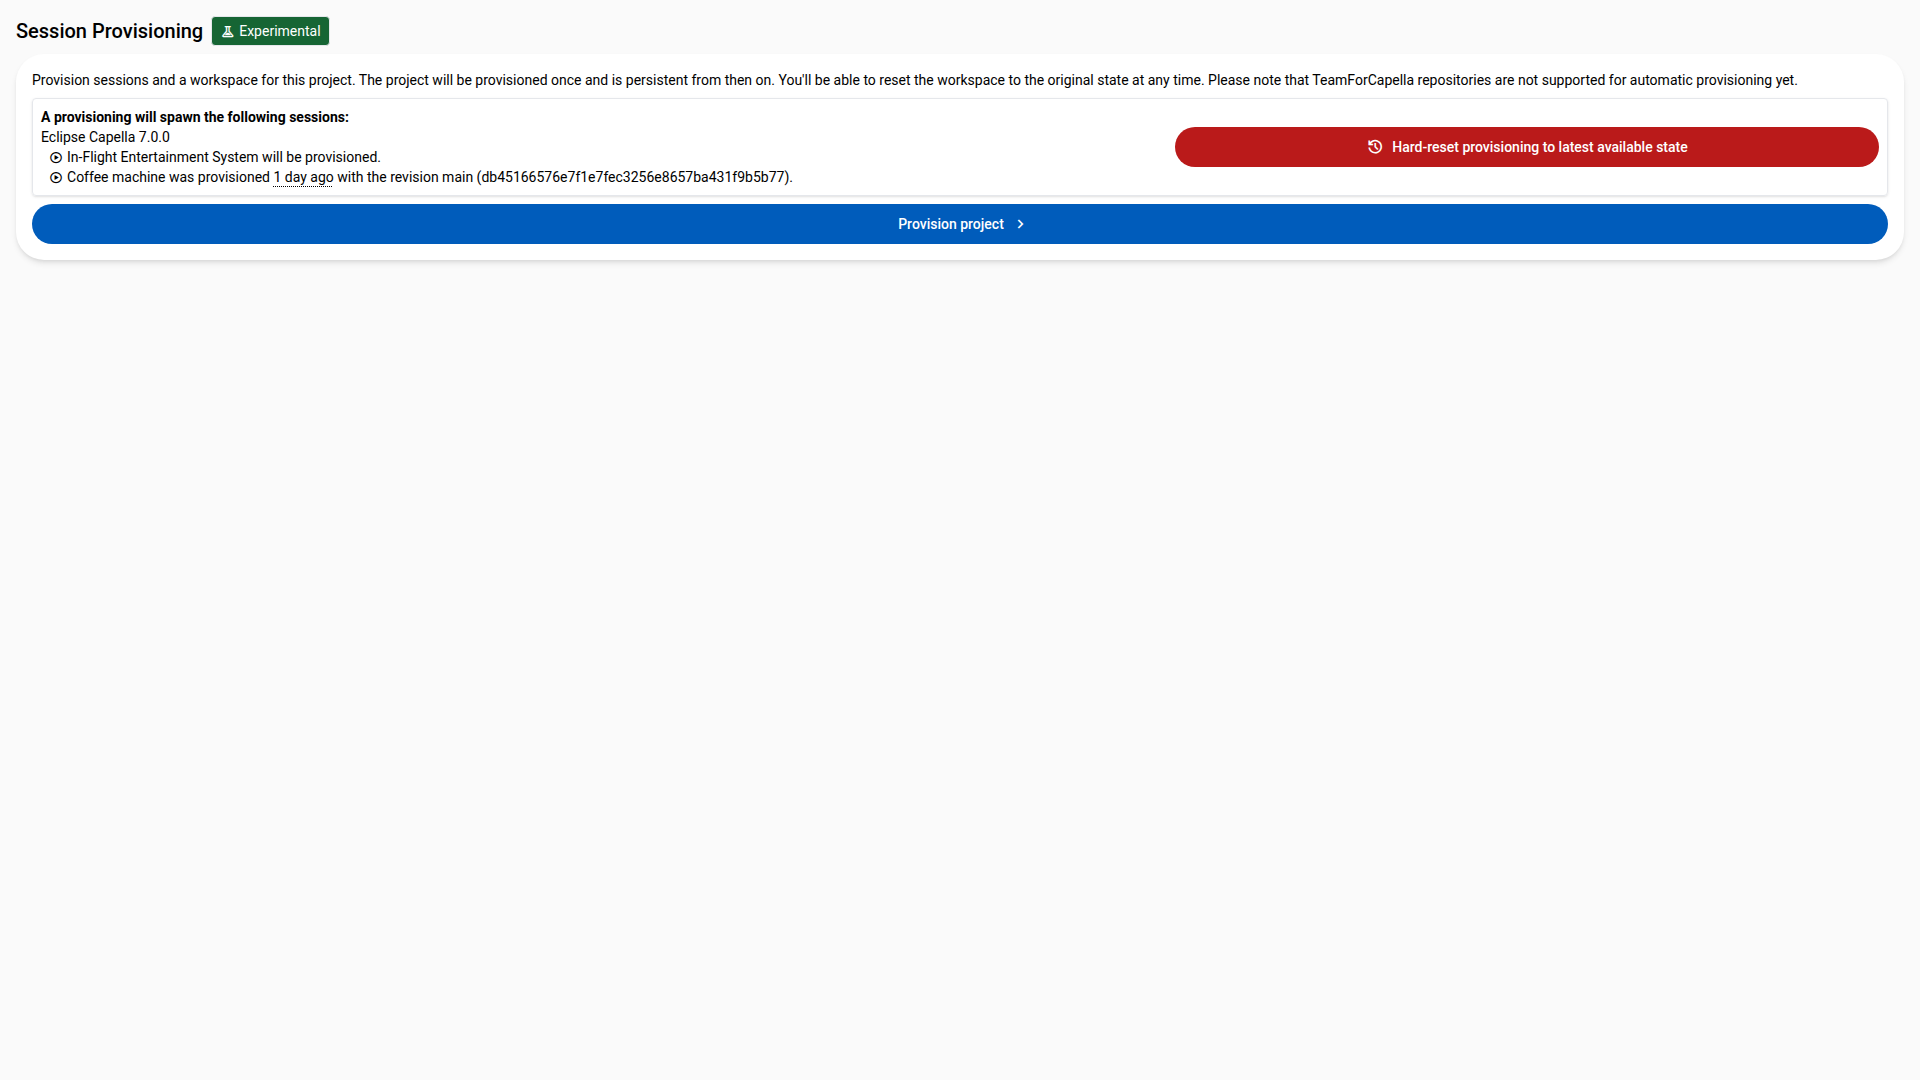 Session Provisioning
Experimental
Provision sessions and a workspace for this project. The project will be provisioned once and is persistent from then on. You'll be able to reset the workspace to the original state at any time. Please note that TeamForCapella repositories are not supported for automatic provisioning yet.
A provisioning will spawn the following sessions:
Eclipse Capella 7.0.0
In-Flight Entertainment System will be provisioned.
Coffee machine was provisioned 1 day ago with the revision main (db45166576e7f1e7fec3256e8657ba431f9b5b77).
Hard-reset provisioning to latest available state
Provision project